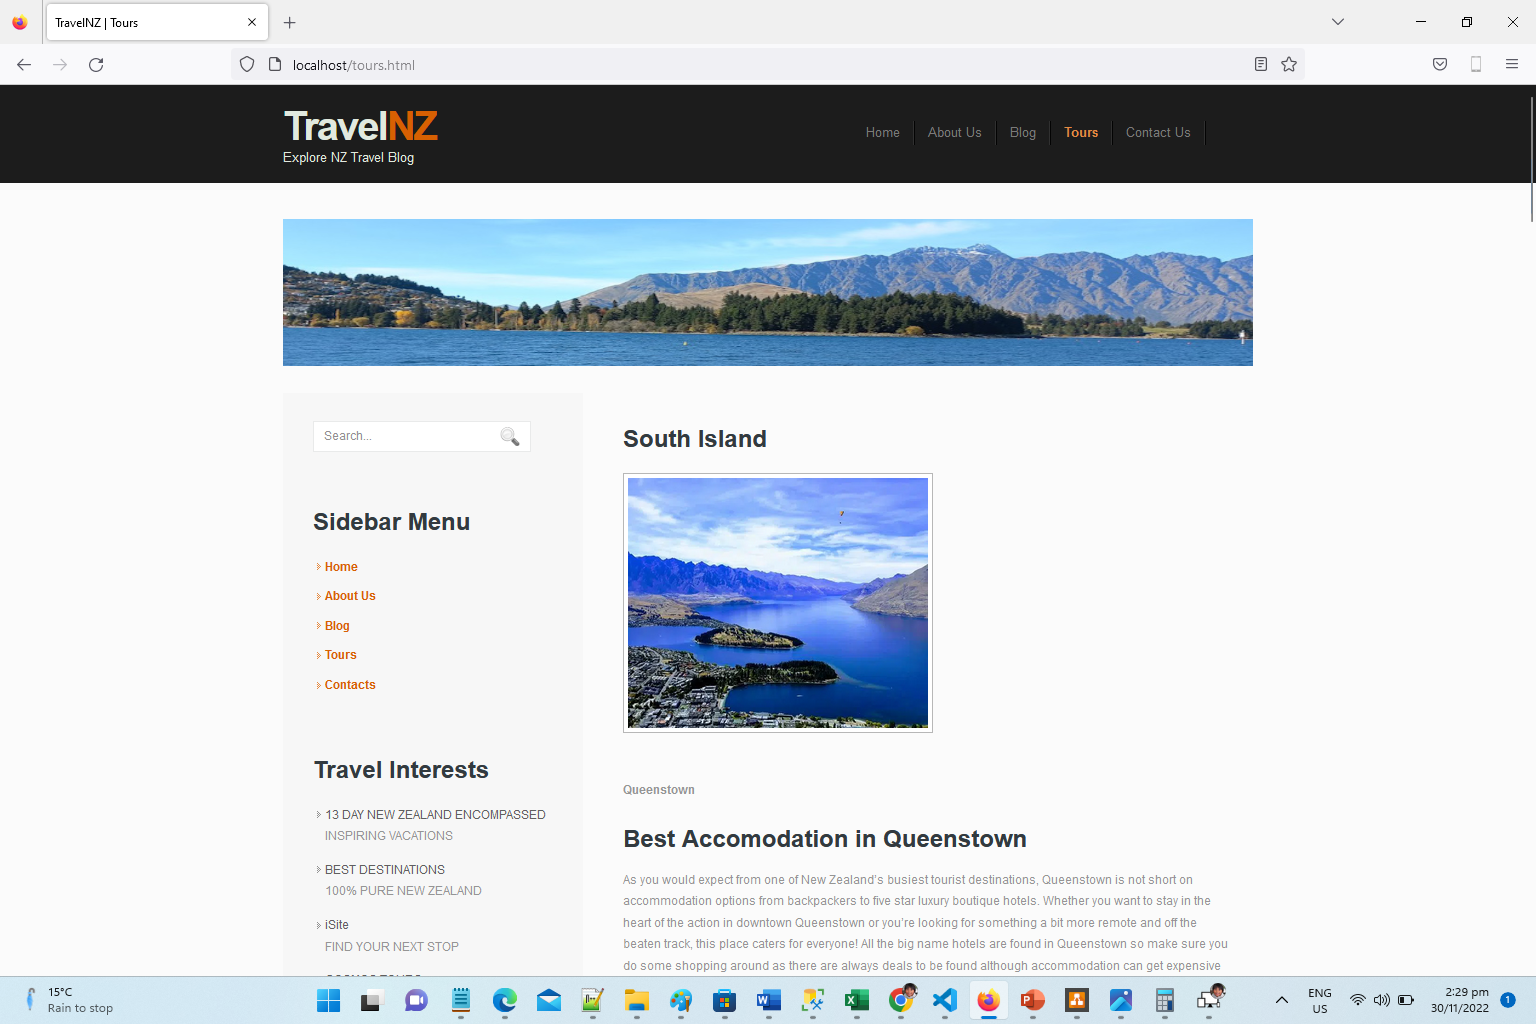 TravelNZ | Tours
localhost/tours.html
TravelNZ
Explore NZ Travel Blog
Home
About Us
Blog
Tours
Contact Us
Search...
Sidebar Menu
Home
About Us
Blog
Tours
Contacts
Travel Interests
13 DAY NEW ZEALAND ENCOMPASSED
INSPIRING VACATIONS
BEST DESTINATIONS
100% PURE NEW ZEALAND
iSite
FIND YOUR NEXT STOP
South Island
Queenstown
Best Accomodation in Queenstown
As you would expect from one of New Zealand's busiest tourist destinations, Queenstown is not short on
accommodation options from backpackers to five star luxury boutique hotels. Whether you want to stay in the
heart of the action in downtown Queenstown or you're looking for something a bit more remote and off the
beaten track, this place caters for everyone! All the big name hotels are found in Queenstown so make sure you
do some shopping around as there are always deals to be found although accommodation can get expensive
15°C
Rain to stop
ENG
US
2:29 pm
30/11/2022
1